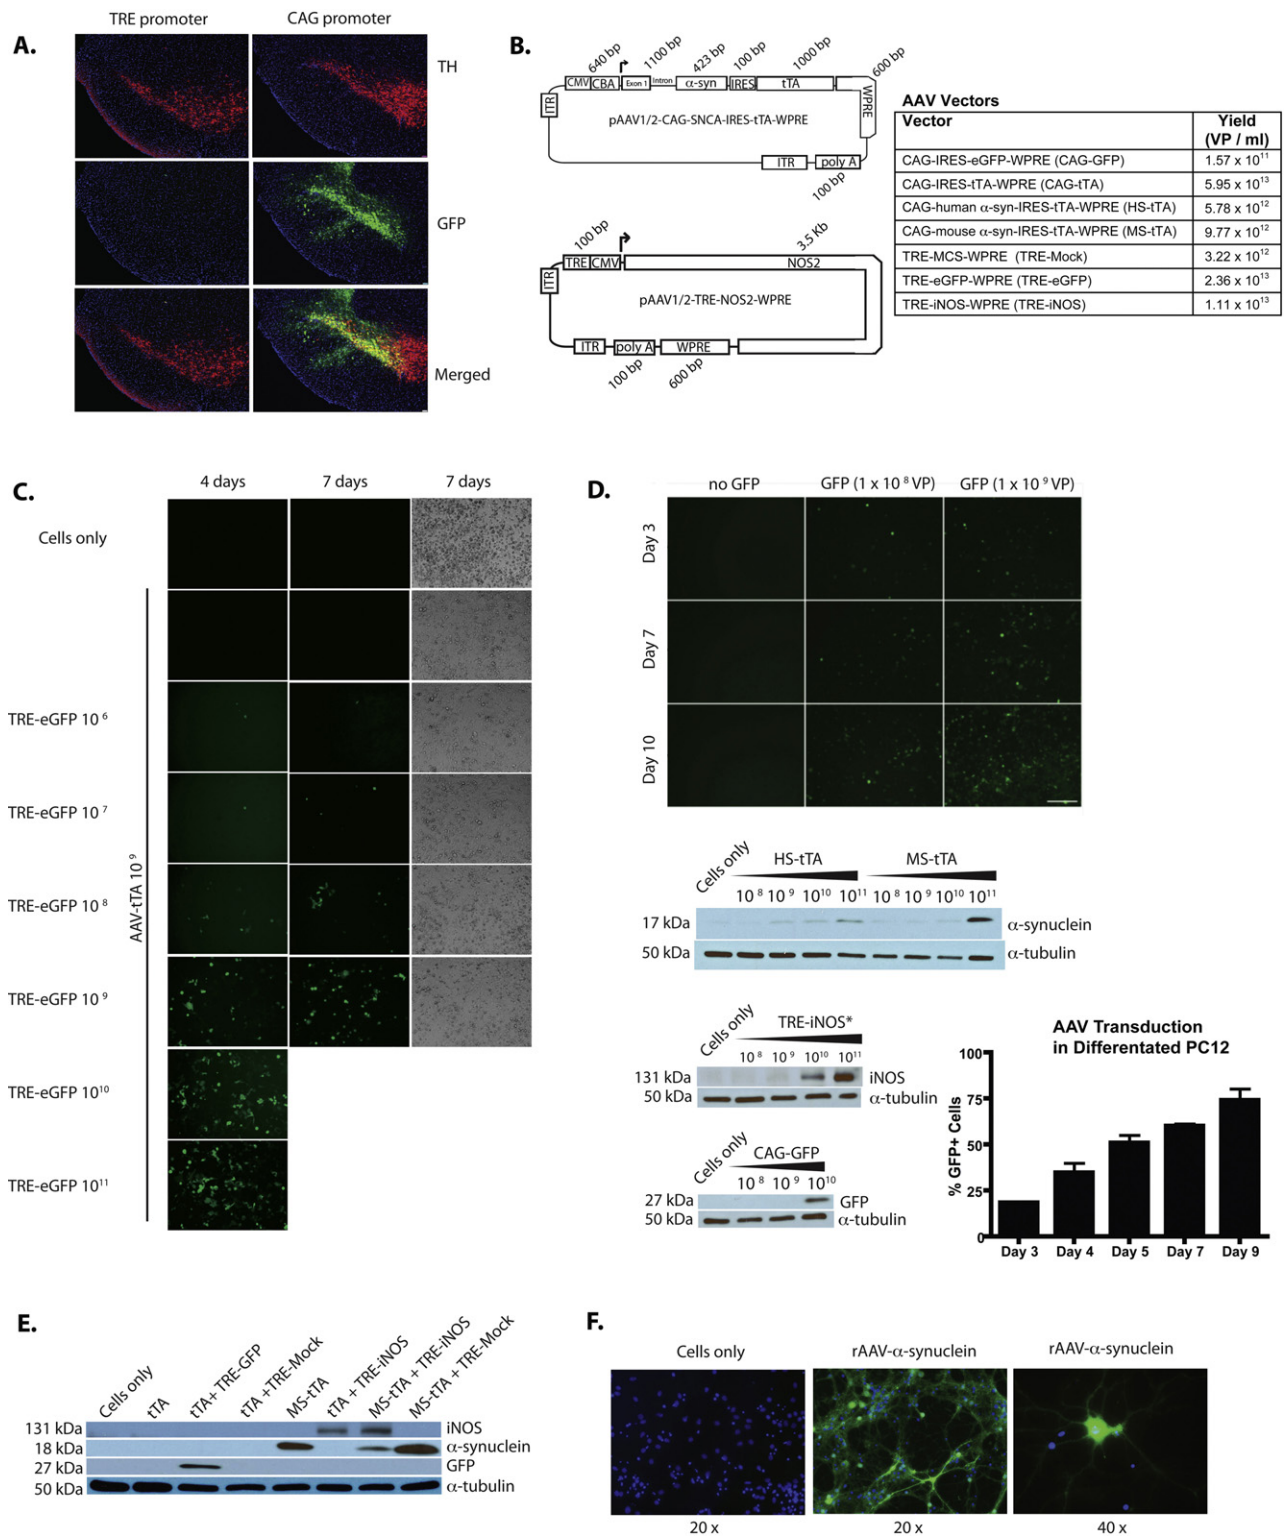 A.
TRE promoter
CAG promoter
TH
GFP
Merged
B.
640 bp
1100 bp
423 bp
100 bp
1000 bp
600 bp
CMV
CBA
Exon 1
Intron
α-syn
IRES
tTA
WPRE
ITR
pAAV1/2-CAG-SNCA-IRES-tTA-WPRE
ITR
poly A
100 bp
100 bp
3.5 Kb
TRE
CMV
NOS2
ITR
pAAV1/2-TRE-NOS2-WPRE
ITR
poly A
WPRE
100 bp
600 bp
AAV Vectors
Vector Yield (VP / ml)
CAG-IRES-eGFP-WPRE (CAG-GFP) 1.57 x 10¹¹
CAG-IRES-tTA-WPRE (CAG-tTA) 5.95 x 10¹³
CAG-human α-syn-IRES-tTA-WPRE (HS-tTA) 5.78 x 10¹²
CAG-mouse α-syn-IRES-tTA-WPRE (MS-tTA) 9.77 x 10¹²
TRE-MCS-WPRE (TRE-Mock) 3.22 x 10¹²
TRE-eGFP-WPRE (TRE-eGFP) 2.36 x 10¹³
TRE-iNOS-WPRE (TRE-iNOS) 1.11 x 10¹³
C.
4 days
7 days
7 days
Cells only
AAV-tTA 10⁹
TRE-eGFP 10⁶
TRE-eGFP 10⁷
TRE-eGFP 10⁸
TRE-eGFP 10⁹
TRE-eGFP 10¹⁰
TRE-eGFP 10¹¹
D.
no GFP
GFP (1 x 10⁸ VP)
GFP (1 x 10⁹ VP)
Day 3
Day 7
Day 10
Cells only
HS-tTA
MS-tTA
10⁸ 10⁹ 10¹⁰ 10¹¹ 10⁸ 10⁹ 10¹⁰ 10¹¹
17 kDa α-synuclein
50 kDa α-tubulin
Cells only
TRE-iNOS*
10⁸ 10⁹ 10¹⁰ 10¹¹
131 kDa iNOS
50 kDa α-tubulin
Cells only
CAG-GFP
10⁸ 10⁹ 10¹⁰
27 kDa GFP
50 kDa α-tubulin
AAV Transduction
in Differentated PC12
% GFP+ Cells
100
75
50
25
0
Day 3 Day 4 Day 5 Day 7 Day 9
E.
Cells only
tTA
tTA+ TRE-GFP
tTA +TRE-Mock
MS-tTA
tTA + TRE-iNOS
MS-tTA + TRE-iNOS
MS-tTA + TRE-Mock
131 kDa iNOS
18 kDa α-synuclein
27 kDa GFP
50 kDa α-tubulin
F.
Cells only
rAAV-α-synuclein
rAAV-α-synuclein
20 x
20 x
40 x